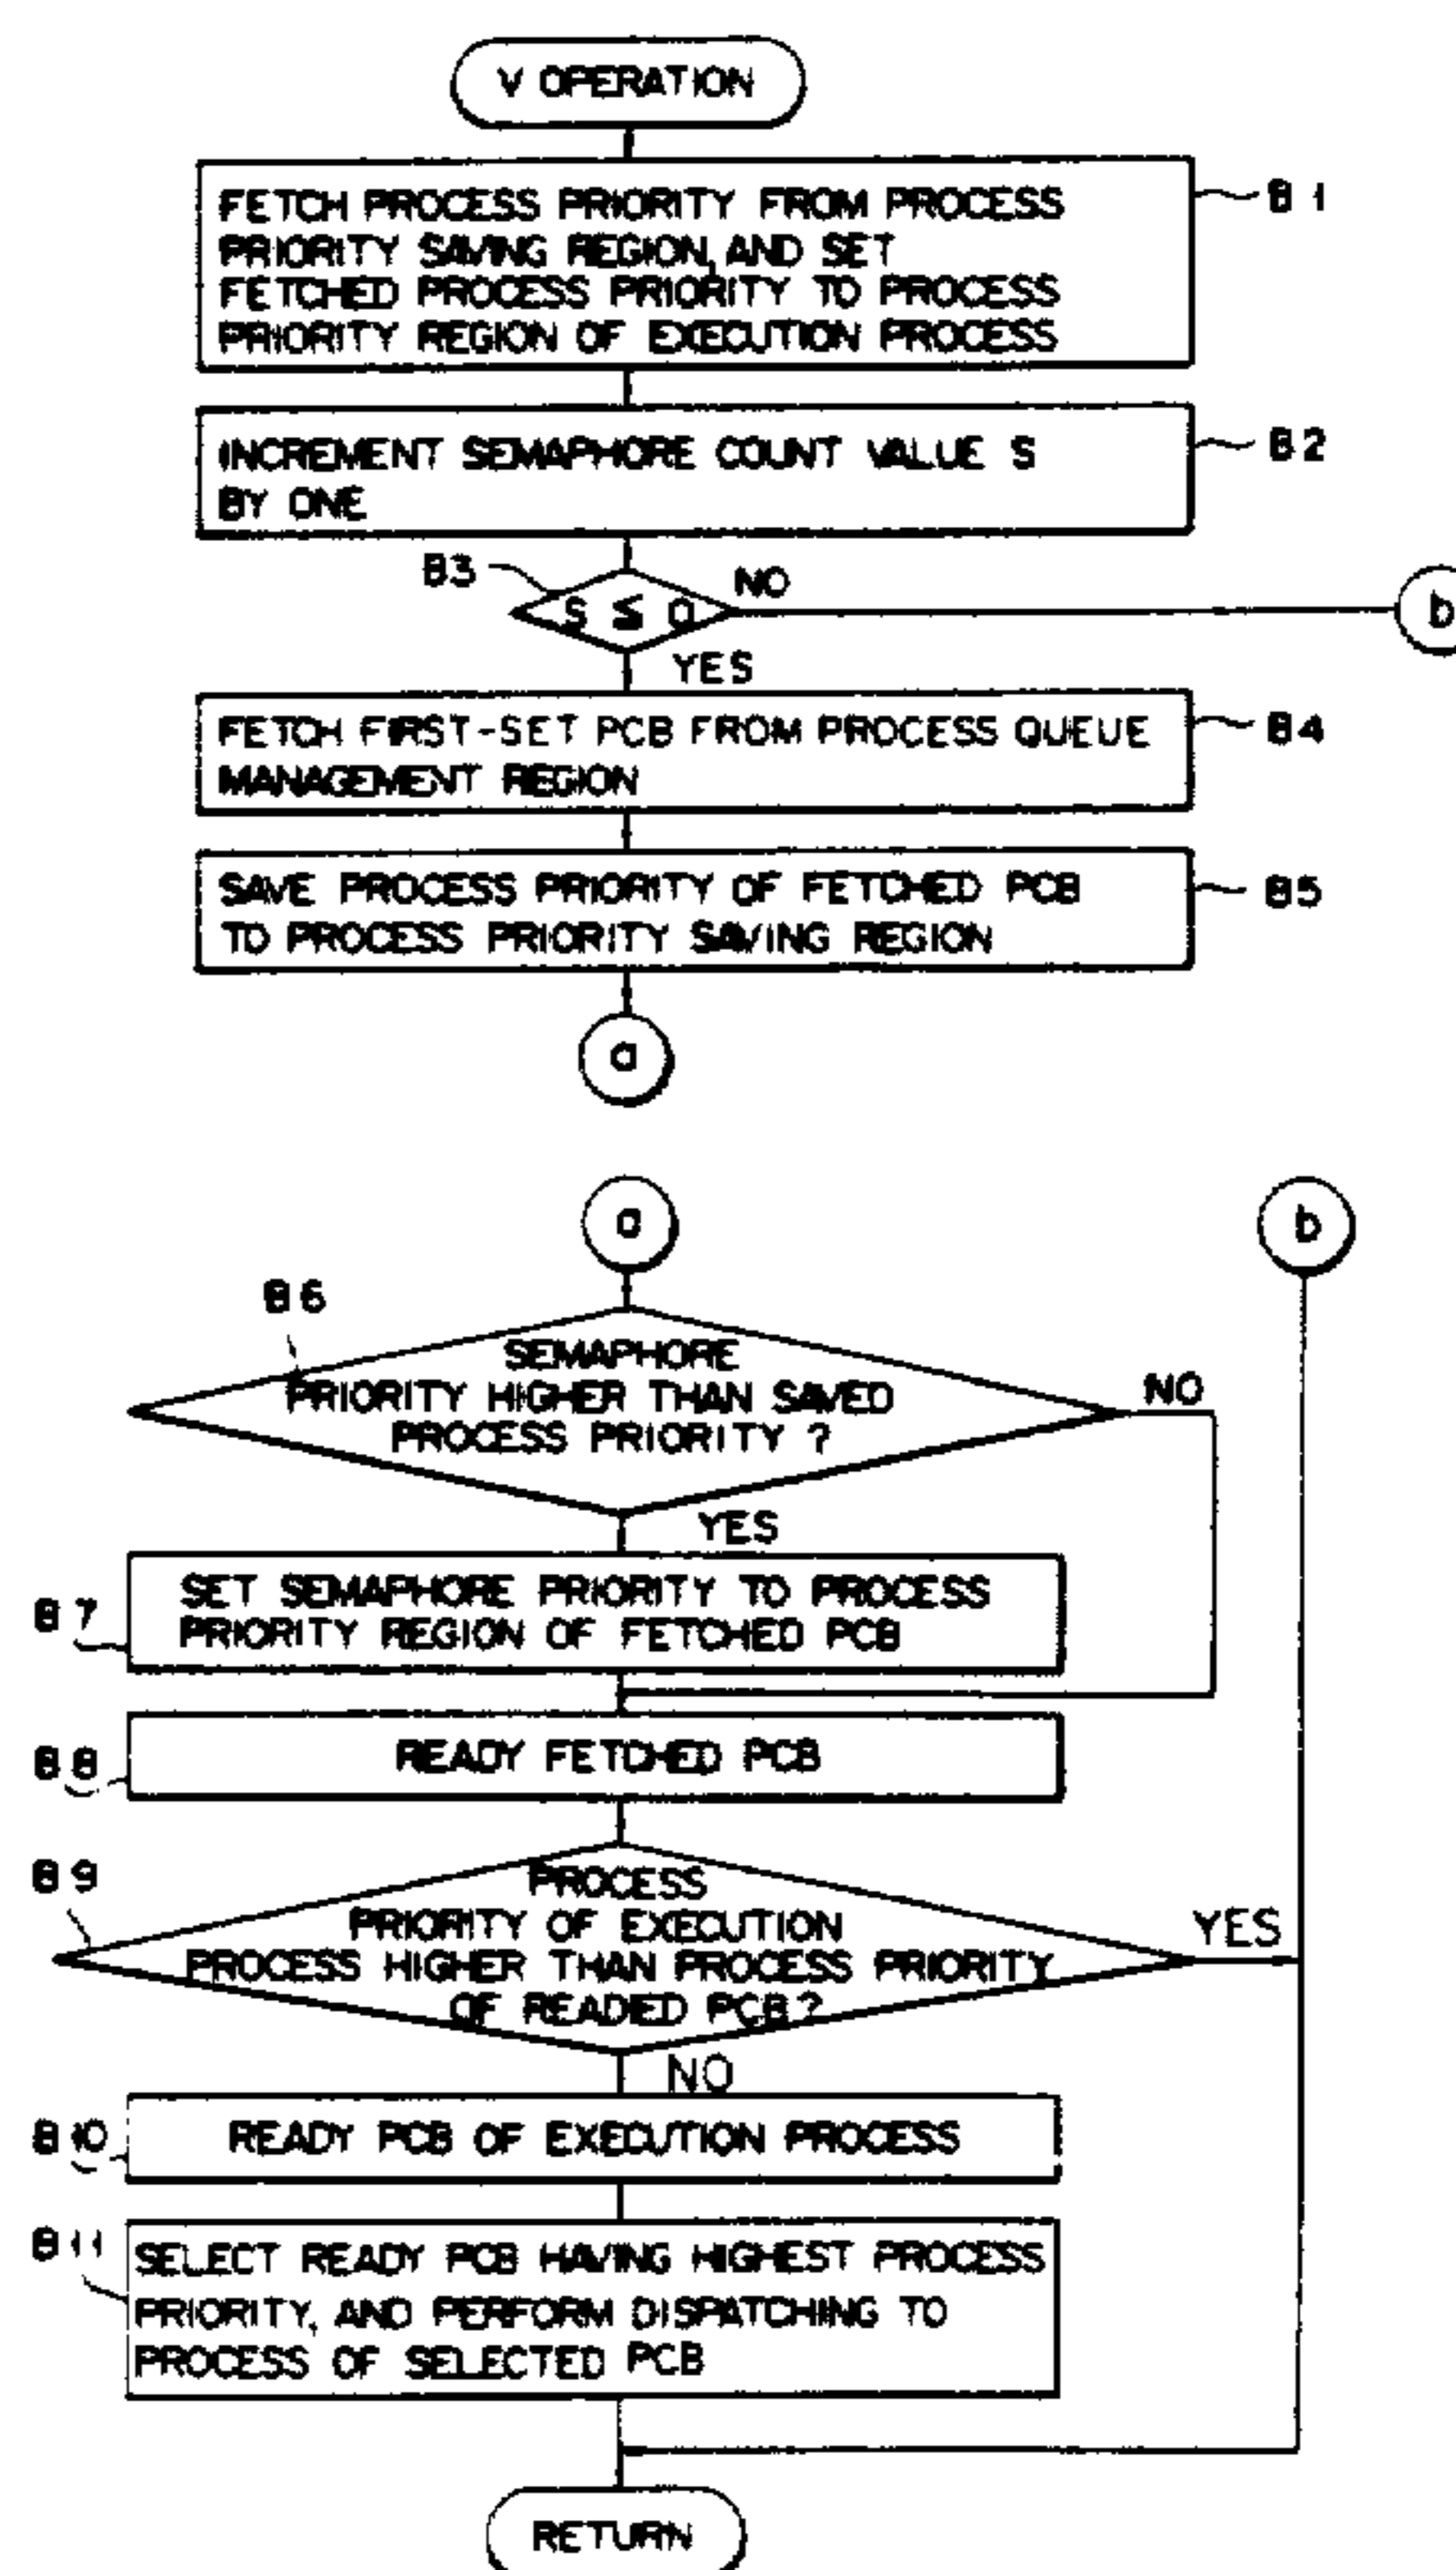 V OPERATION
FETCH PROCESS PRIORITY FROM PROCESS
PRIORITY SAVING REGION, AND SET
FETCHED PROCESS PRIORITY TO PROCESS
PRIORITY REGION OF EXECUTION PROCESS
B1
INCREMENT SEMAPHORE COUNT VALUE S
BY ONE
B2
B3
S ≦ 0
NO
b
YES
FETCH FIRST-SET PCB FROM PROCESS QUEUE
MANAGEMENT REGION
B4
SAVE PROCESS PRIORITY OF FETCHED PCB
TO PROCESS PRIORITY SAVING REGION
B5
a
a
b
B6
SEMAPHORE
PRIORITY HIGHER THAN SAVED
PROCESS PRIORITY ?
NO
YES
B7
SET SEMAPHORE PRIORITY TO PROCESS
PRIORITY REGION OF FETCHED PCB
B8
READY FETCHED PCB
B9
PROCESS
PRIORITY OF EXECUTION
PROCESS HIGHER THAN PROCESS PRIORITY
OF READIED PCB?
YES
NO
B10
READY PCB OF EXECUTION PROCESS
B11
SELECT READY PCB HAVING HIGHEST PROCESS
PRIORITY, AND PERFORM DISPATCHING TO
PROCESS OF SELECTED PCB
RETURN